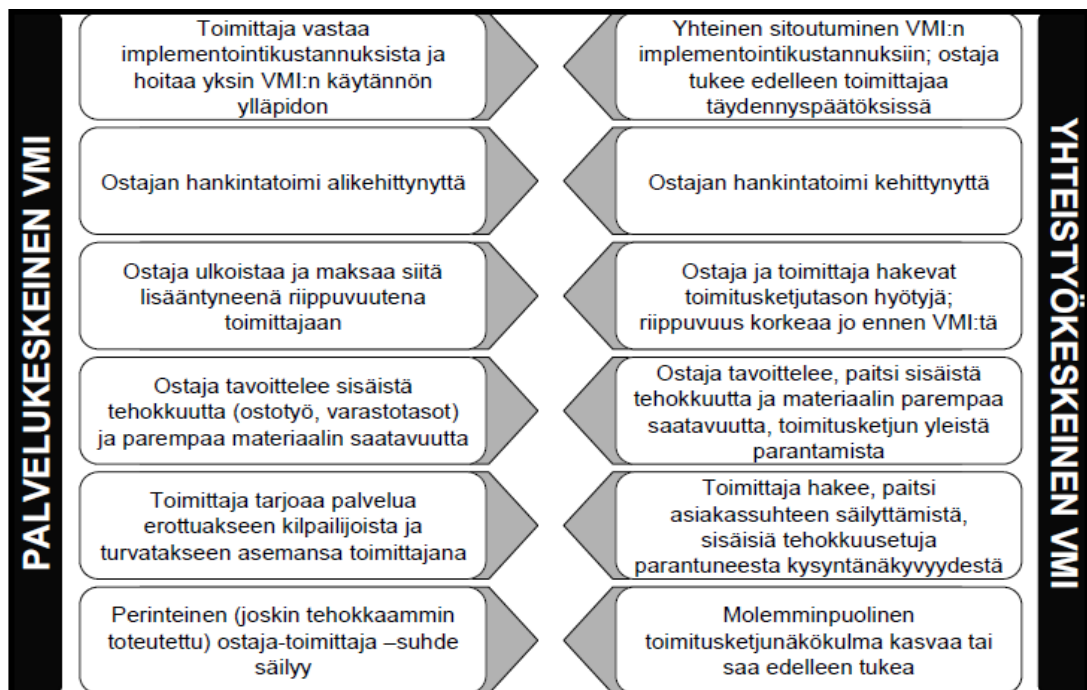 PALVELUKESKEINEN VMI
Toimittaja vastaa
implementointikustannuksista ja
hoitaa yksin VMI:n käytännön
ylläpidon
Yhteinen sitoutuminen VMI:n
implementointikustannuksiin; ostaja
tukee edelleen toimittajaa
täydennyspäätöksissä
Ostajan hankintatoimi alikehittynyttä
Ostajan hankintatoimi kehittynyttä
Ostaja ulkoistaa ja maksaa siitä
lisääntyneenä riippuvuutena
toimittajaan
Ostaja ja toimittaja hakevat
toimitusketjutason hyötyjä;
riippuvuus korkeaa jo ennen VMI:tä
Ostaja tavoittelee sisäistä
tehokkuutta (ostotyö, varastotasot)
ja parempaa materiaalin saatavuutta
Ostaja tavoittelee, paitsi sisäistä
tehokkuutta ja materiaalin parempaa
saatavuutta, toimitusketjun yleistä
parantamista
Toimittaja tarjoaa palvelua
erottuakseen kilpailijoista ja
turvatakseen asemansa toimittajana
Toimittaja hakee, paitsi
asiakassuhteen säilyttämistä,
sisäisiä tehokkuusetuja
parantuneesta kysyntänäkyvyydestä
Perinteinen (joskin tehokkaammin
toteutettu) ostaja-toimittaja –suhde
säilyy
Molemminpuolinen
toimitusketjunäkökulma kasvaa tai
saa edelleen tukea
YHTEISTYÖKESKEINEN VMI